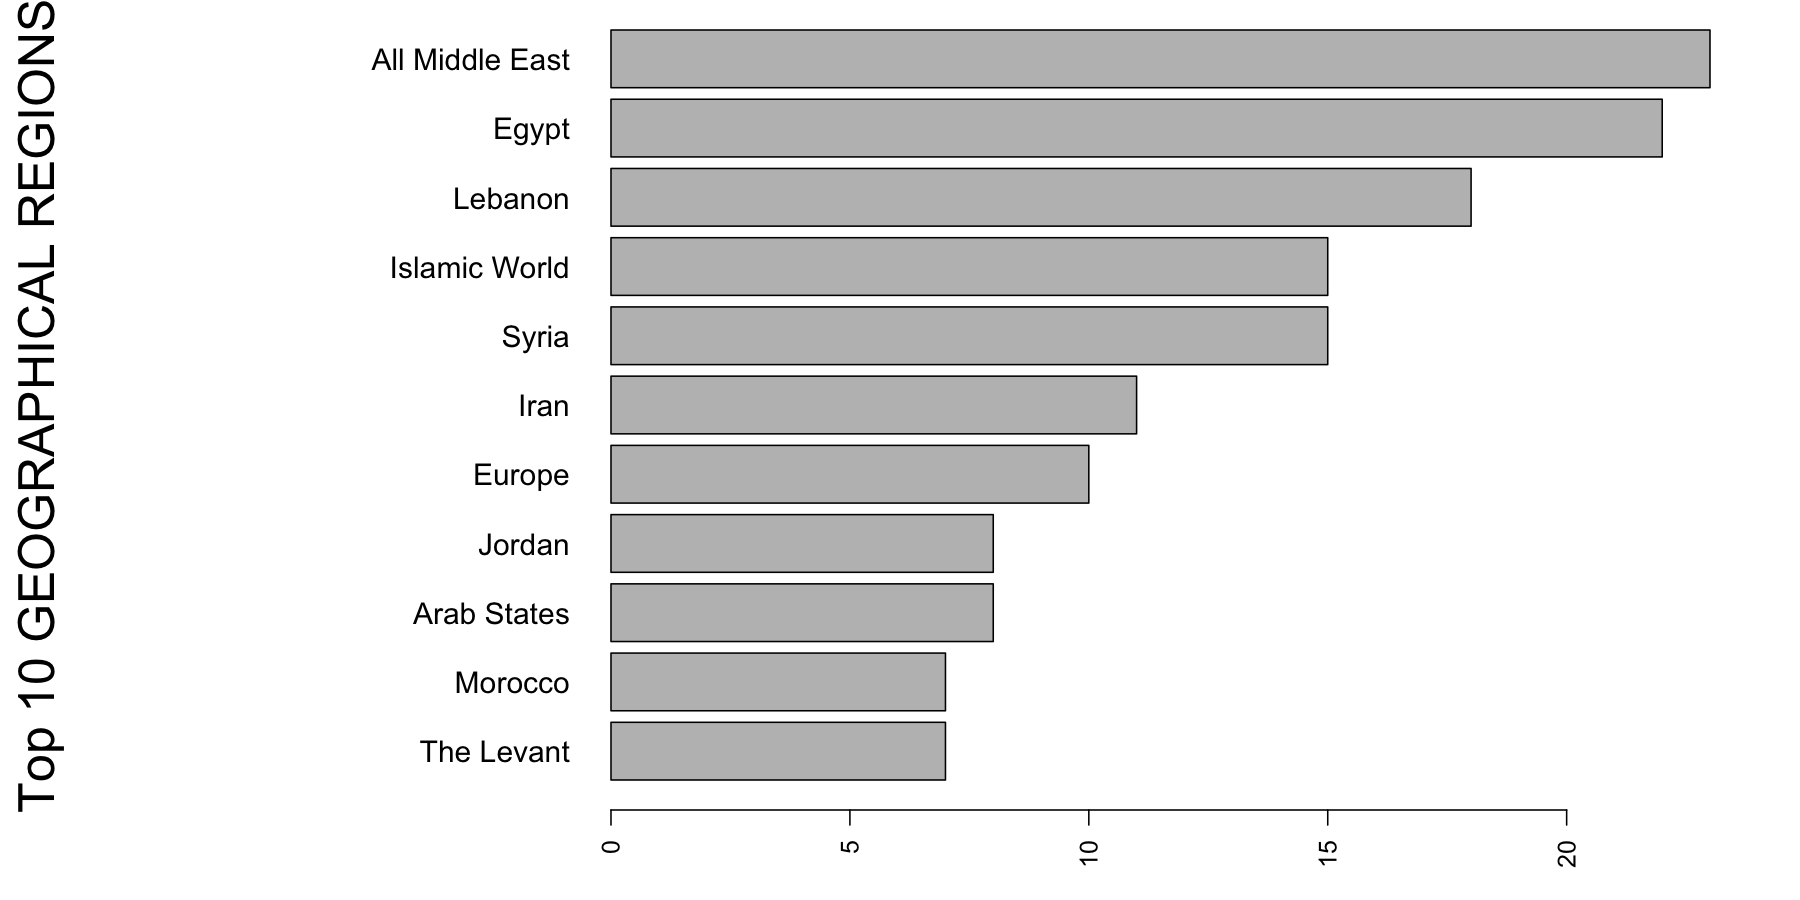 Top 10 GEOGRAPHICAL REGIONS
All Middle East
Egypt
Lebanon
Islamic World
Syria
Iran
Europe
Jordan
Arab States
Morocco
The Levant
0
5
10
15
20